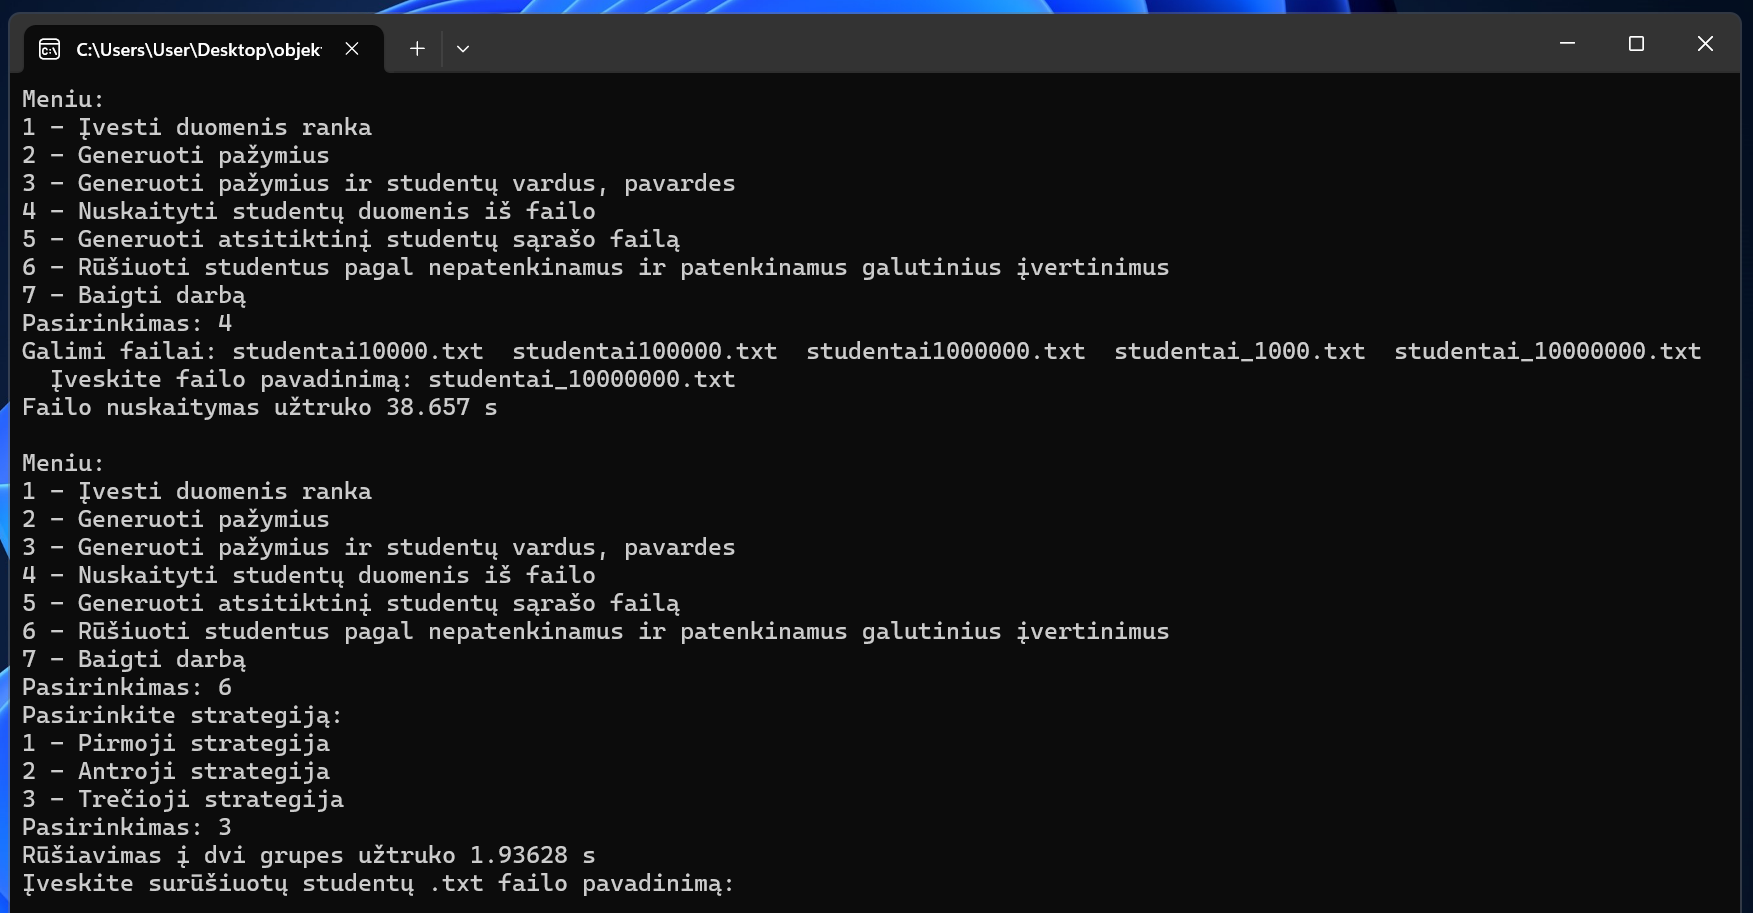 C:\Users\User\Desktop\objek
Meniu:
1 - Įvesti duomenis ranka
2 - Generuoti pažymius
3 - Generuoti pažymius ir studentų vardus, pavardes
4 - Nuskaityti studentų duomenis iš failo
5 - Generuoti atsitiktinį studentų sąrašo failą
6 - Rūšiuoti studentus pagal nepatenkinamus ir patenkinamus galutinius įvertinimus
7 - Baigti darbą
Pasirinkimas: 4
Galimi failai: studentai10000.txt  studentai100000.txt  studentai1000000.txt  studentai_1000.txt  studentai_10000000.txt
Įveskite failo pavadinimą: studentai_10000000.txt
Failo nuskaitymas užtruko 38.657 s
Meniu:
1 - Įvesti duomenis ranka
2 - Generuoti pažymius
3 - Generuoti pažymius ir studentų vardus, pavardes
4 - Nuskaityti studentų duomenis iš failo
5 - Generuoti atsitiktinį studentų sąrašo failą
6 - Rūšiuoti studentus pagal nepatenkinamus ir patenkinamus galutinius įvertinimus
7 - Baigti darbą
Pasirinkimas: 6
Pasirinkite strategiją:
1 - Pirmoji strategija
2 - Antroji strategija
3 - Trečioji strategija
Pasirinkimas: 3
Rūšiavimas į dvi grupes užtruko 1.93628 s
Įveskite surūšiuotų studentų .txt failo pavadinimą: